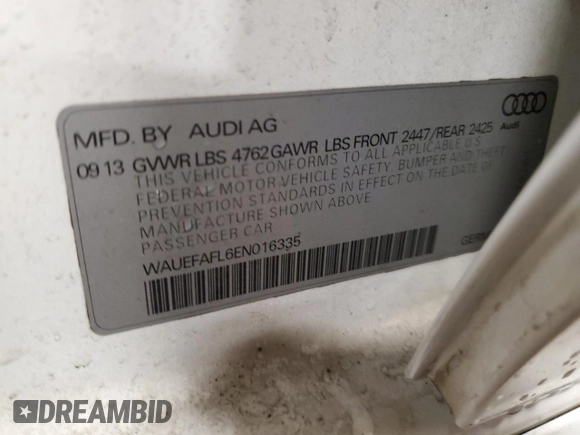 MFD. BY AUDI AG
Audi
09 13 GVWR LBS 4762 GAWR LBS FRONT 2447/REAR 2425
THIS VEHICLE CONFORMS TO ALL APPLICABLE U.S
FEDERAL MOTOR VEHICLE SAFETY, BUMPER AND THEFT
PREVENTION STANDARDS IN EFFECT ON THE DATE OF
MANUFACTURE SHOWN ABOVE
PASSENGER CAR
WAUEFAFL6EN016335
DREAMBID